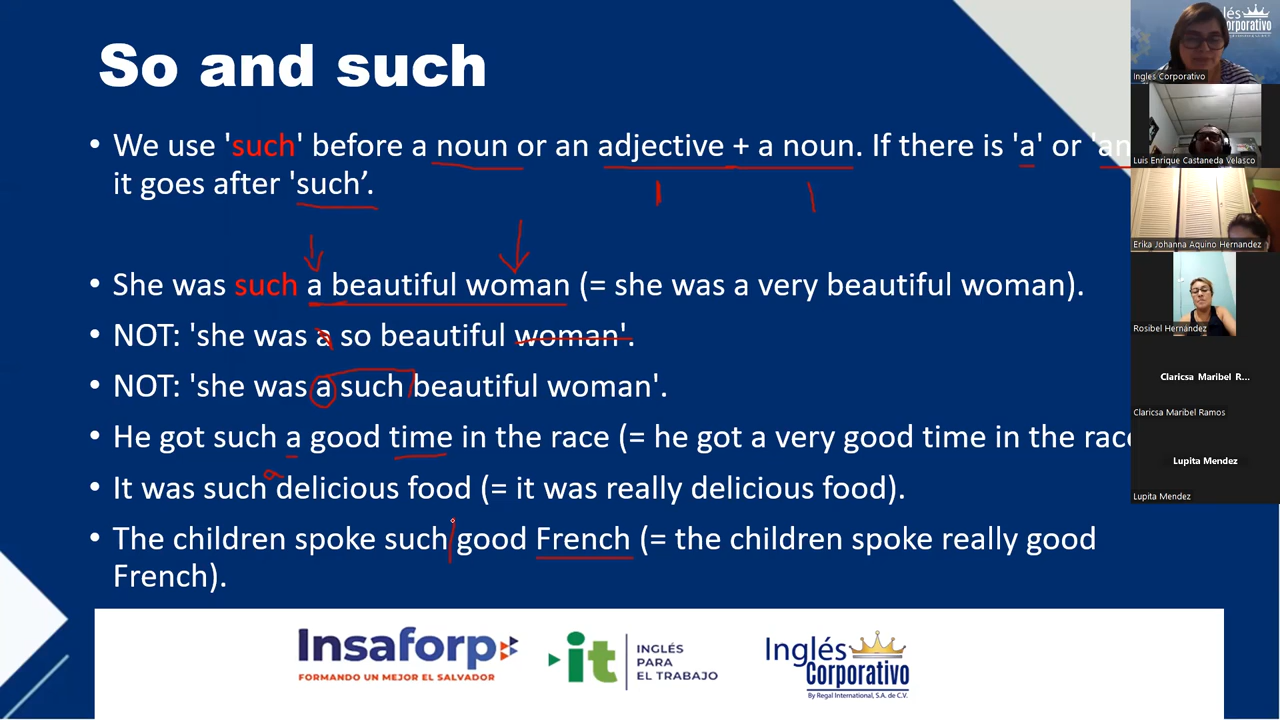 So and such
• We use 'such' before a noun or an adjective + a noun. If there is 'a' or 'an
it goes after 'such’.
• She was such a beautiful woman (= she was a very beautiful woman).
• NOT: 'she was a so beautiful woman'.
• NOT: 'she was a such beautiful woman'.
• He got such a good time in the race (= he got a very good time in the race
a
• It was such delicious food (= it was really delicious food).
• The children spoke such good French (= the children spoke really good
French).
Insaforp
FORMANDO UN MEJOR EL SALVADOR
it
INGLÉS
PARA
EL TRABAJO
Inglés
Corporativo
By Regal International, S.A. de C.V.
lés
orporativo
Ingles Corporativo
Luis Enrique Castaneda Velasco
Erika Johanna Aquino Hernandez
Rosibel Hernández
Claricsa Maribel R...
Claricsa Maribel Ramos
Lupita Mendez
Lupita Mendez